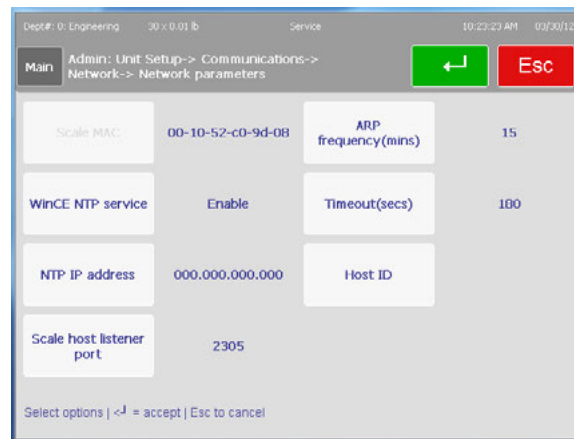 Dept#: 0: Engineering 30 x 0.01 lb Service 10:23:23 AM 03/30/12
Main Admin: Unit Setup-> Communications-> Network-> Network parameters Esc
Scale MAC 00-10-52-c0-9d-08 ARP frequency(mins) 15
WinCE NTP service Enable Timeout(secs) 180
NTP IP address 000.000.000.000 Host ID
Scale host listener port 2305
Select options | <┘ = accept | Esc to cancel